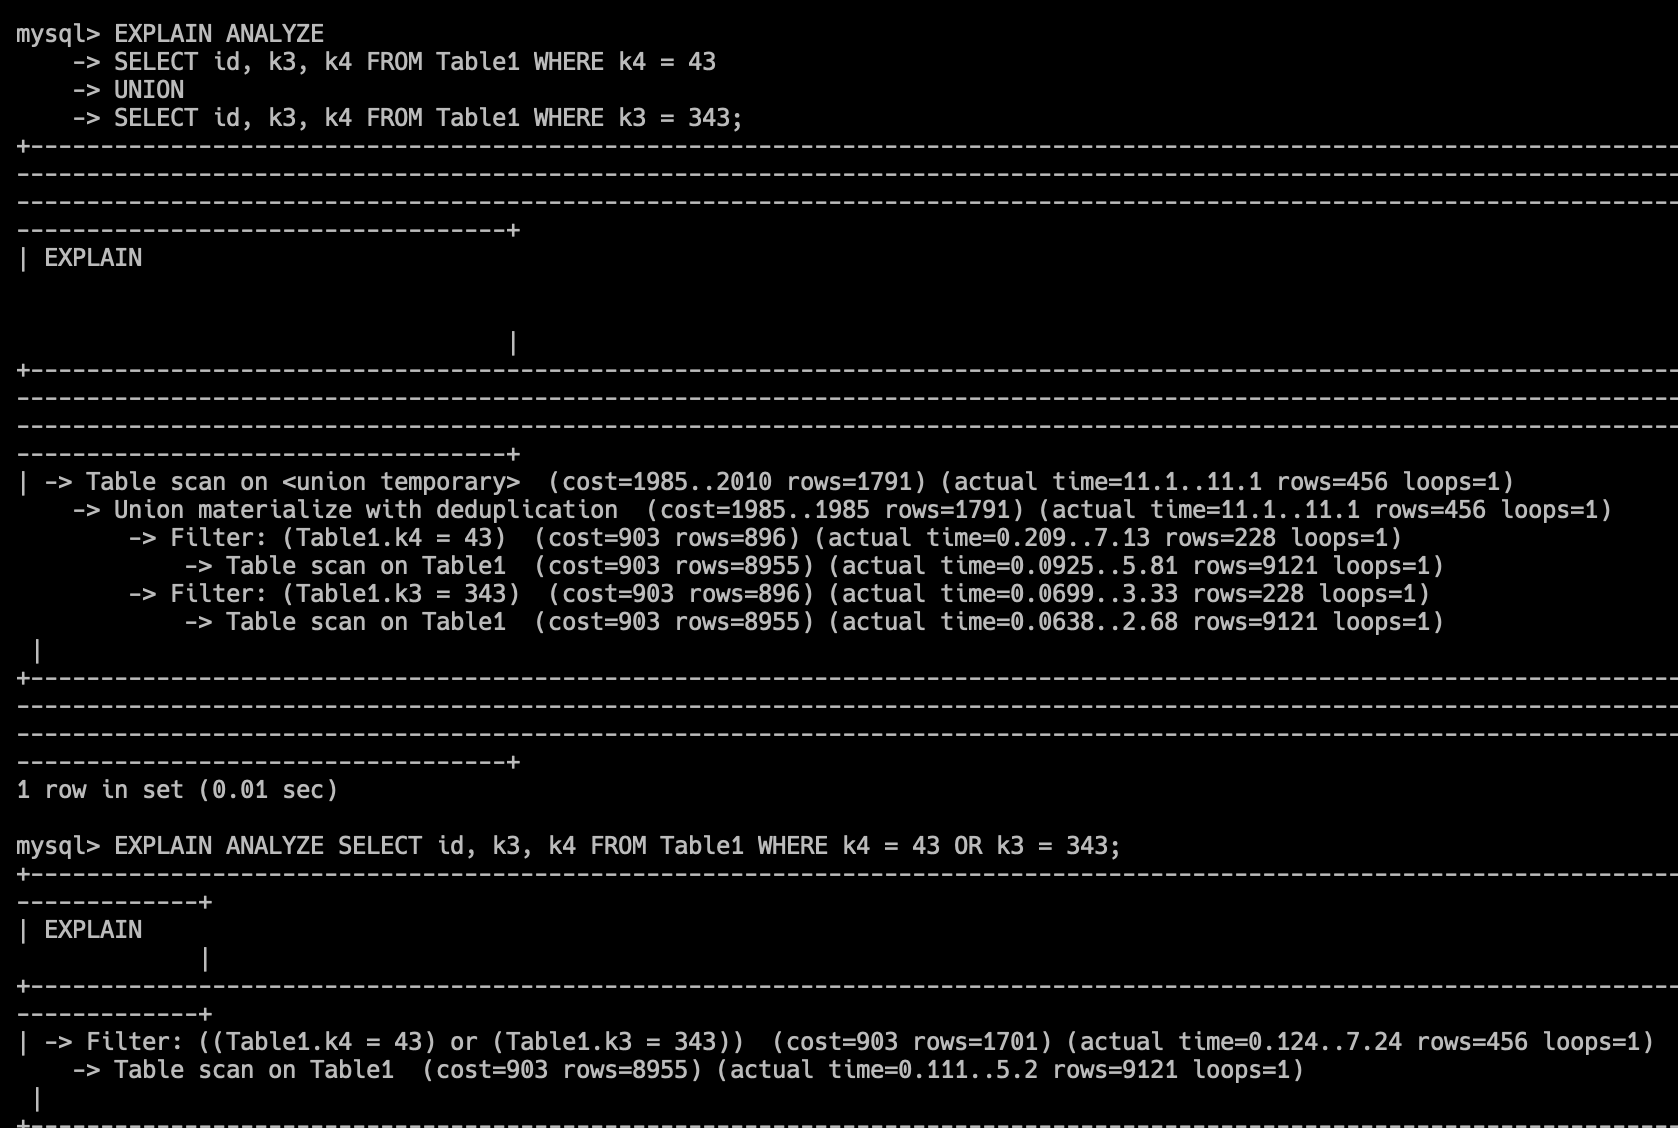 mysql> EXPLAIN ANALYZE
    -> SELECT id, k3, k4 FROM Table1 WHERE k4 = 43
    -> UNION
    -> SELECT id, k3, k4 FROM Table1 WHERE k3 = 343;
+----------------------------------------------------------------------------------------------------------------------
-----------------------------------------------------------------------------------------------------------------------
-----------------------------------------------------------------------------------------------------------------------
-----------------------------------+
| EXPLAIN
                                   |
+----------------------------------------------------------------------------------------------------------------------
-----------------------------------------------------------------------------------------------------------------------
-----------------------------------------------------------------------------------------------------------------------
-----------------------------------+
| -> Table scan on <union temporary>  (cost=1985..2010 rows=1791) (actual time=11.1..11.1 rows=456 loops=1)
    -> Union materialize with deduplication  (cost=1985..1985 rows=1791) (actual time=11.1..11.1 rows=456 loops=1)
        -> Filter: (Table1.k4 = 43)  (cost=903 rows=896) (actual time=0.209..7.13 rows=228 loops=1)
            -> Table scan on Table1  (cost=903 rows=8955) (actual time=0.0925..5.81 rows=9121 loops=1)
        -> Filter: (Table1.k3 = 343)  (cost=903 rows=896) (actual time=0.0699..3.33 rows=228 loops=1)
            -> Table scan on Table1  (cost=903 rows=8955) (actual time=0.0638..2.68 rows=9121 loops=1)
 |
+----------------------------------------------------------------------------------------------------------------------
-----------------------------------------------------------------------------------------------------------------------
-----------------------------------------------------------------------------------------------------------------------
-----------------------------------+
1 row in set (0.01 sec)
mysql> EXPLAIN ANALYZE SELECT id, k3, k4 FROM Table1 WHERE k4 = 43 OR k3 = 343;
+----------------------------------------------------------------------------------------------------------------------
-------------+
| EXPLAIN
             |
+----------------------------------------------------------------------------------------------------------------------
-------------+
| -> Filter: ((Table1.k4 = 43) or (Table1.k3 = 343))  (cost=903 rows=1701) (actual time=0.124..7.24 rows=456 loops=1)
    -> Table scan on Table1  (cost=903 rows=8955) (actual time=0.111..5.2 rows=9121 loops=1)
 |
+----------------------------------------------------------------------------------------------------------------------